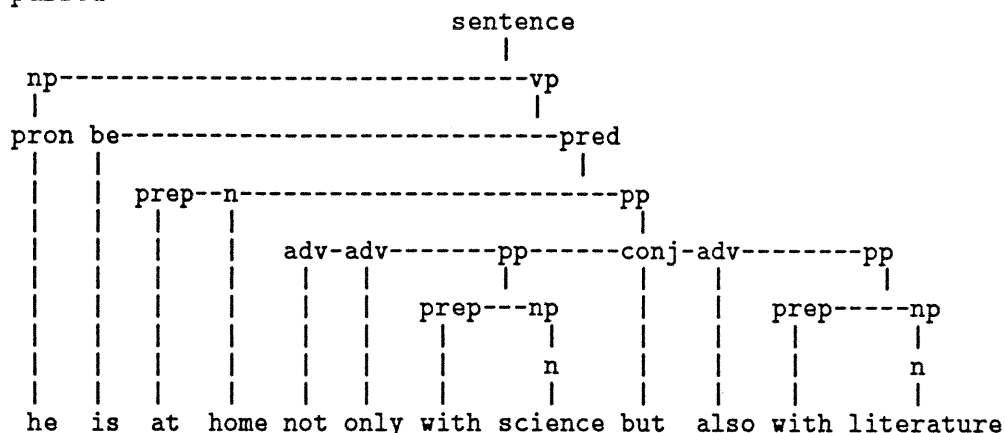 sentence
np vp
pron be pred
prep n pp
adv adv pp conj adv pp
prep np prep np
n n
he is at home not only with science but also with literature